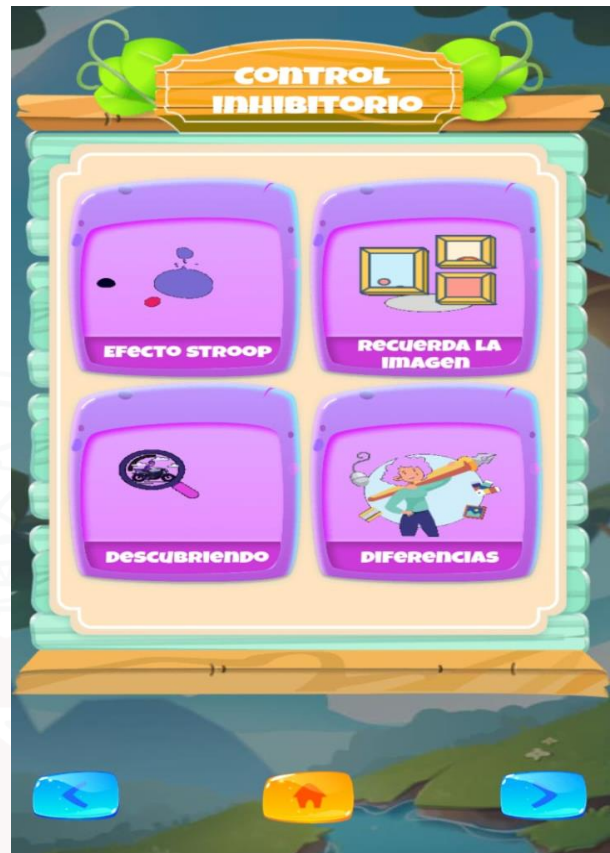 CONTROL
INHIBITORIO
EFECTO STROOP
RECUERDA LA
IMAGEN
DESCUBRIENDO
DIFERENCIAS